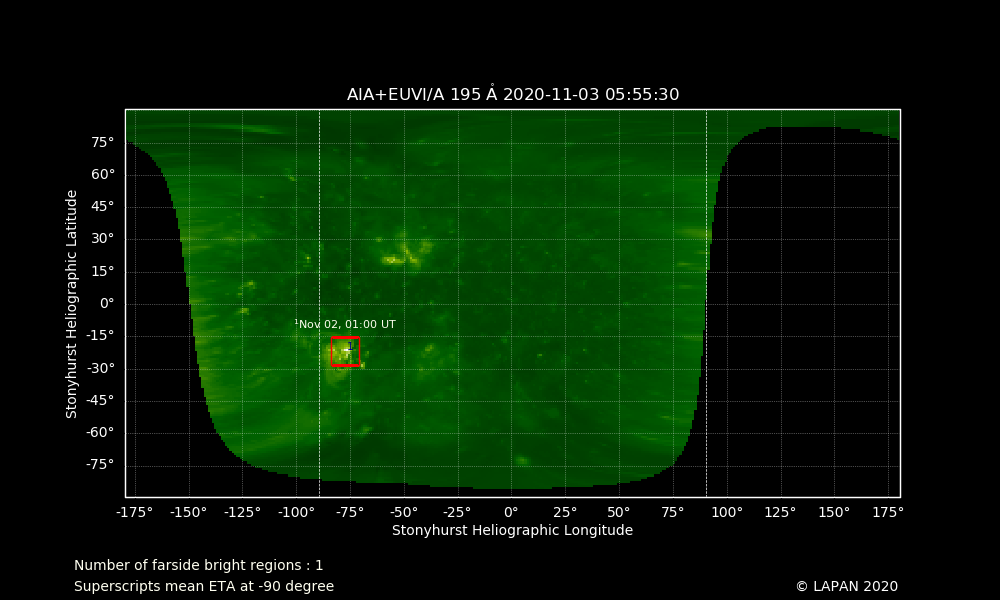 AIA+EUVI/A 195 Å 2020-11-03 05:55:30
75°
60°
45°
30°
15°
0°
-15°
-30°
-45°
-60°
-75°
Stonyhurst Heliographic Latitude
¹Nov 02, 01:00 UT
1
-175° -150° -125° -100° -75° -50° -25° 0° 25° 50° 75° 100° 125° 150° 175°
Stonyhurst Heliographic Longitude
Number of farside bright regions : 1
Superscripts mean ETA at -90 degree
© LAPAN 2020